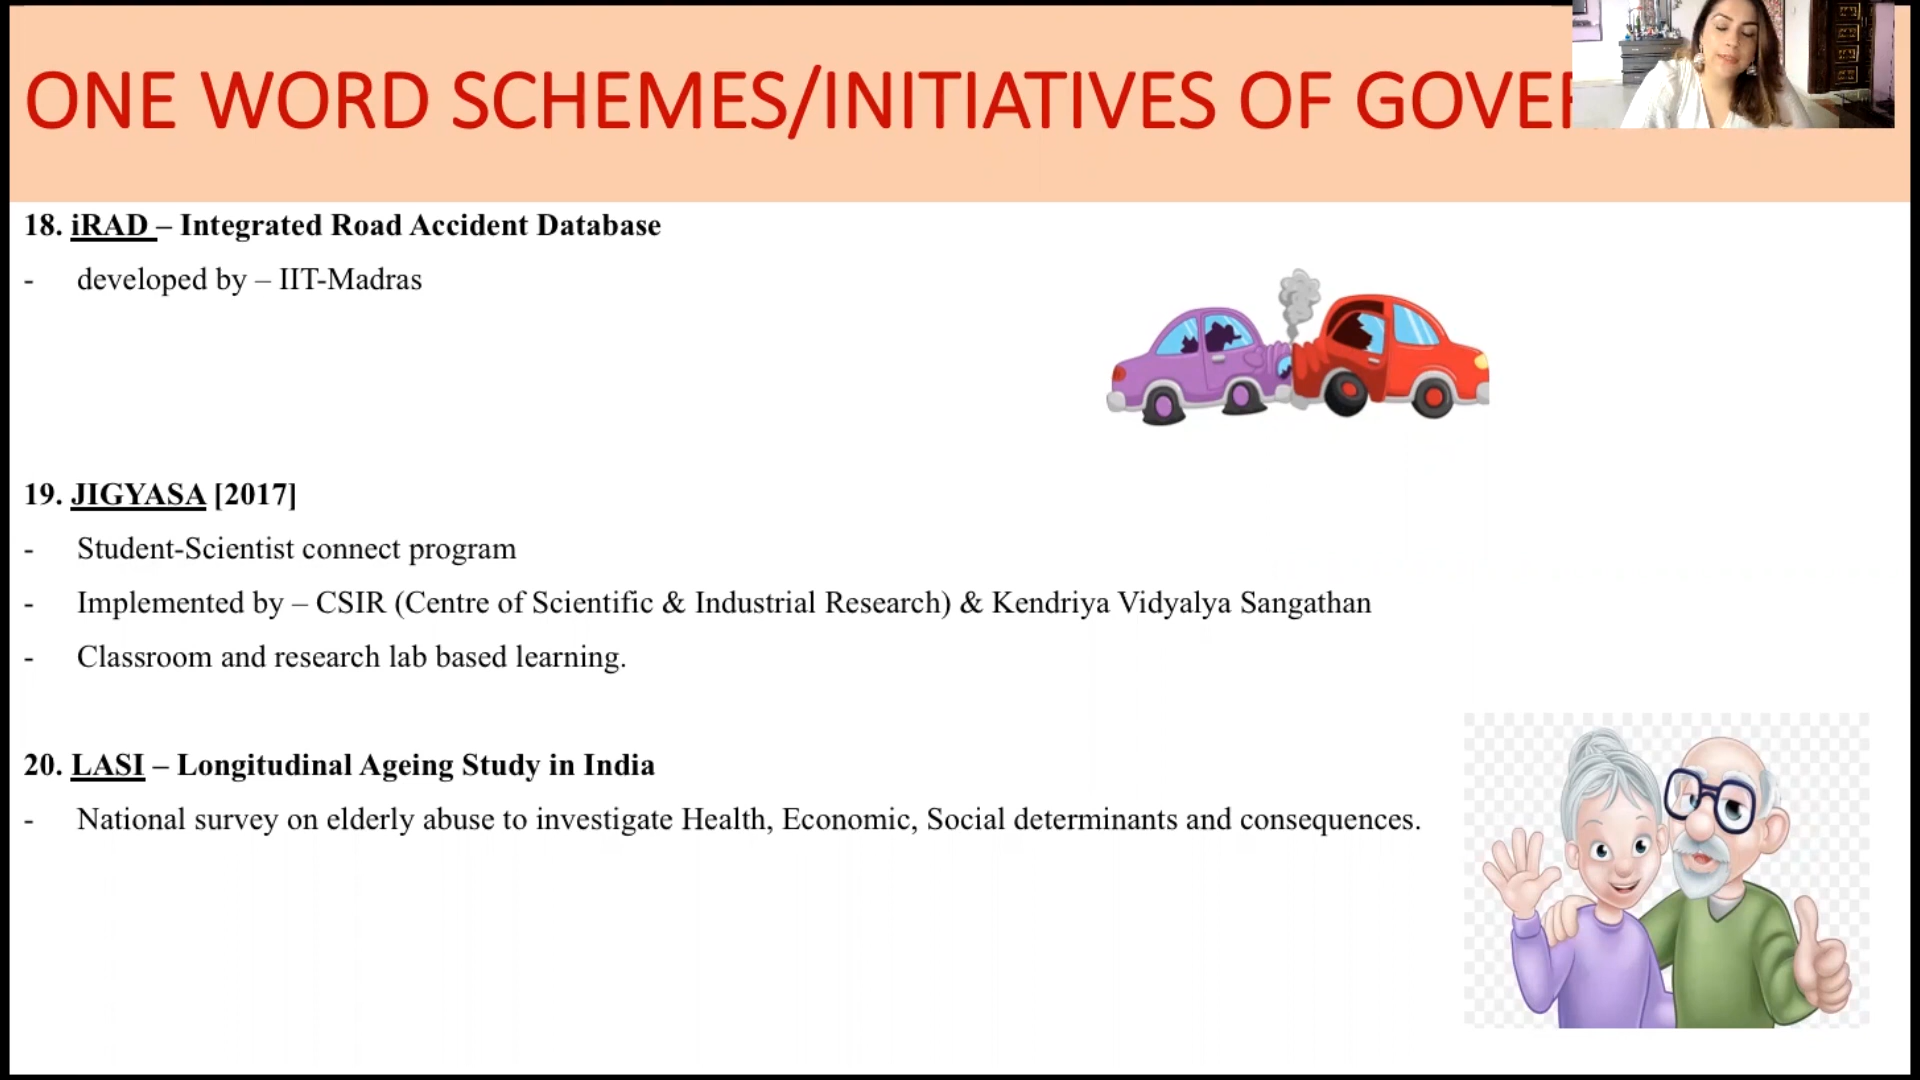 ONE WORD SCHEMES/INITIATIVES OF
18. iRAD – Integrated Road Accident Database
- developed by – IIT-Madras
19. JIGYASA [2017]
- Student-Scientist connect program
- Implemented by – CSIR (Centre of Scientific & Industrial Research) & Kendriya Vidyalya Sangathan
- Classroom and research lab based learning.
20. LASI – Longitudinal Ageing Study in India
- National survey on elderly abuse to investigate Health, Economic, Social determinants and consequences.